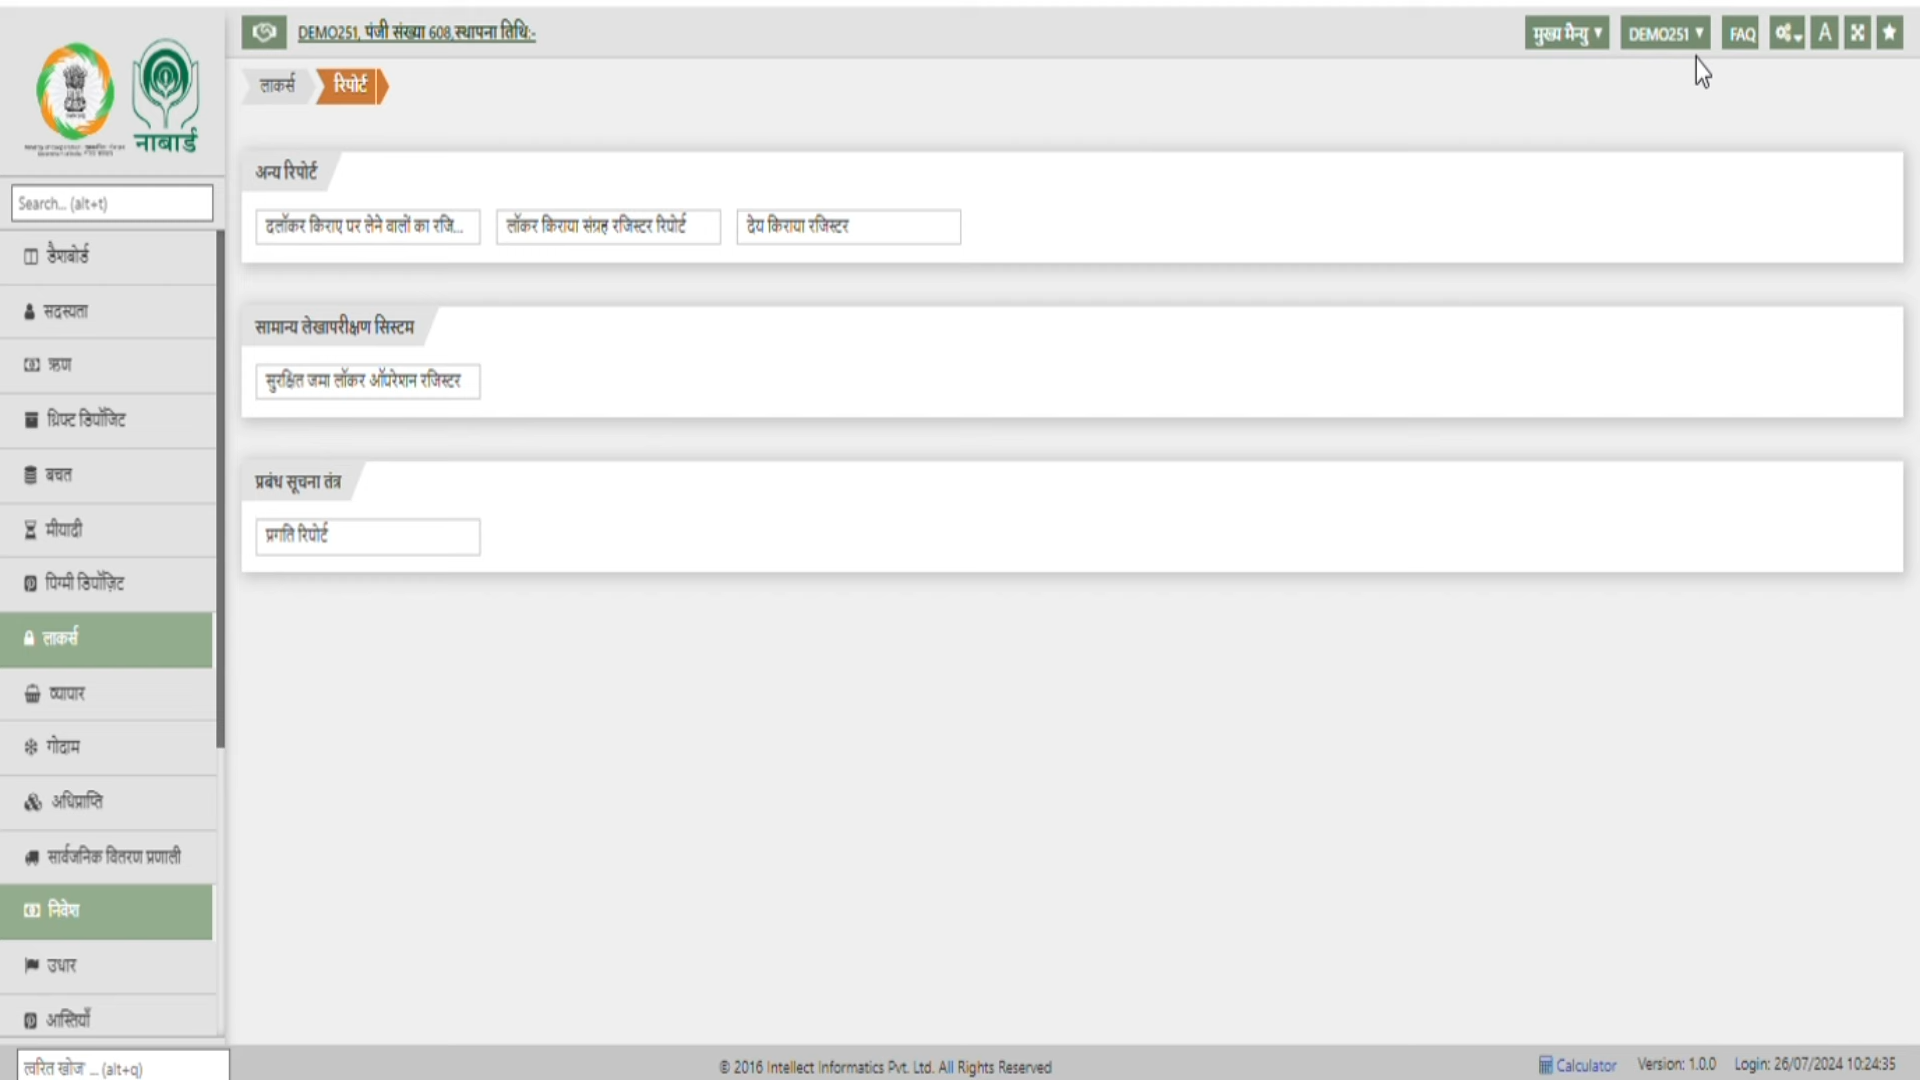 DEMO251, पंजी संख्या 608,स्थापना तिथि:-
मुख्य मैन्यु ▼
DEMO251 ▼
FAQ
A
नाबार्ड
लाकर्स
रिपोर्ट
Search... (alt+t)
डैशबोर्ड
सदस्यता
ऋण
थ्रिफ्ट डिपॉजिट
बचत
मीयादी
पिग्मी डिपॉज़िट
लाकर्स
व्यापार
गोदाम
अधिप्राप्ति
सार्वजनिक वितरण प्रणाली
निवेश
उधार
आस्तियाँ
त्वरित खोज ... (alt+q)
अन्य रिपोर्ट
दलॉकर किराए पर लेने वालों का रजि...
लॉकर किराया संग्रह रजिस्टर रिपोर्ट
देय किराया रजिस्टर
सामान्य लेखापरीक्षण सिस्टम
सुरक्षित जमा लॉकर ऑपरेशन रजिस्टर
प्रबंध सूचना तंत्र
प्रगति रिपोर्ट
© 2016 Intellect Informatics Pvt. Ltd. All Rights Reserved
Calculator
Version: 1.0.0
Login: 26/07/2024 10:24:35